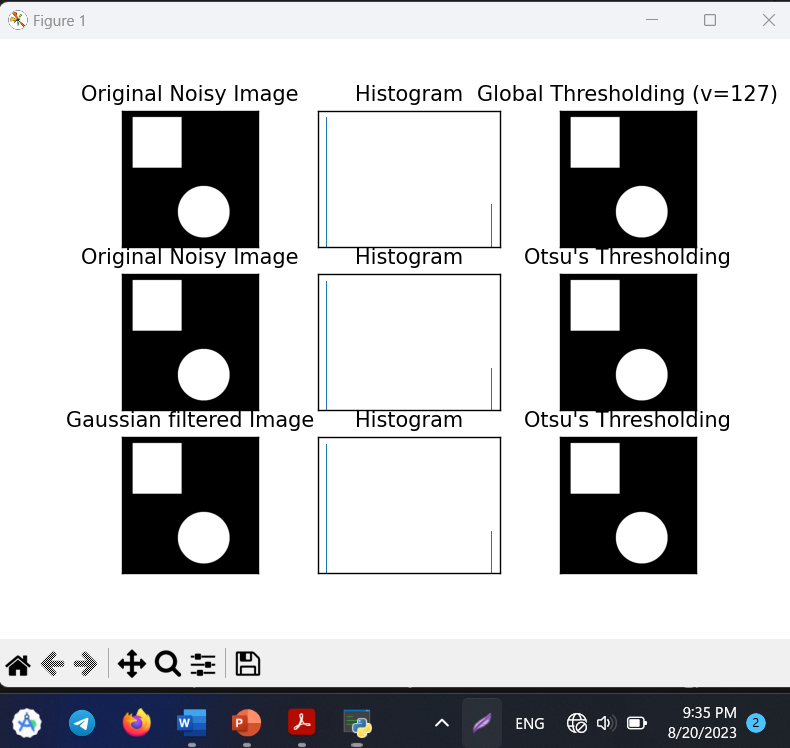 Figure 1
Original Noisy Image
Histogram
Global Thresholding (v=127)
Original Noisy Image
Histogram
Otsu's Thresholding
Gaussian filtered Image
Histogram
Otsu's Thresholding
W
P
ENG
9:35 PM
8/20/2023
2